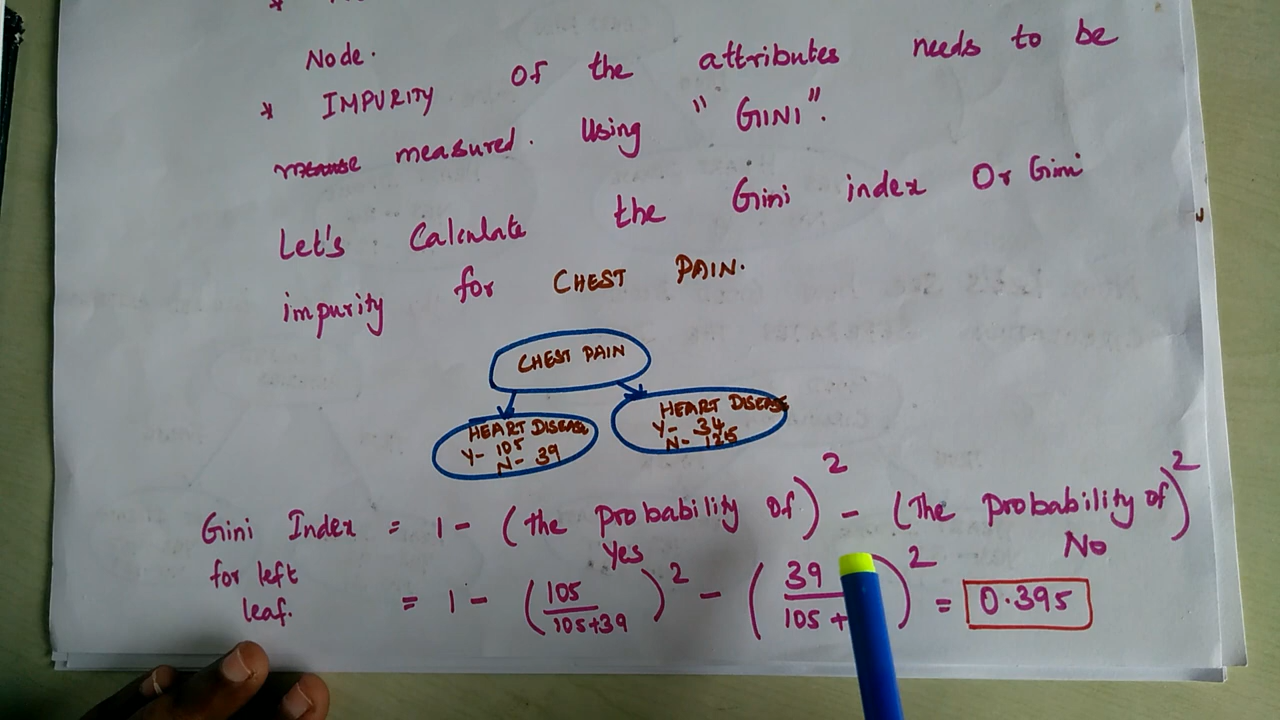 Node.
* IMPURITY of the attributes needs to be
measured. Using "GINI".
Let's Calculate the Gini index Or Gini
impurity for CHEST PAIN.
CHEST PAIN
HEART DISEASE
Y- 105
N- 39
HEART DISEASE
Y- 34
N- 125
Gini Index = 1 - (the probability of)² - (The probability of)²
for left Yes No
leaf. = 1 - (105/105+39)² - (39/105+)² = 0.395